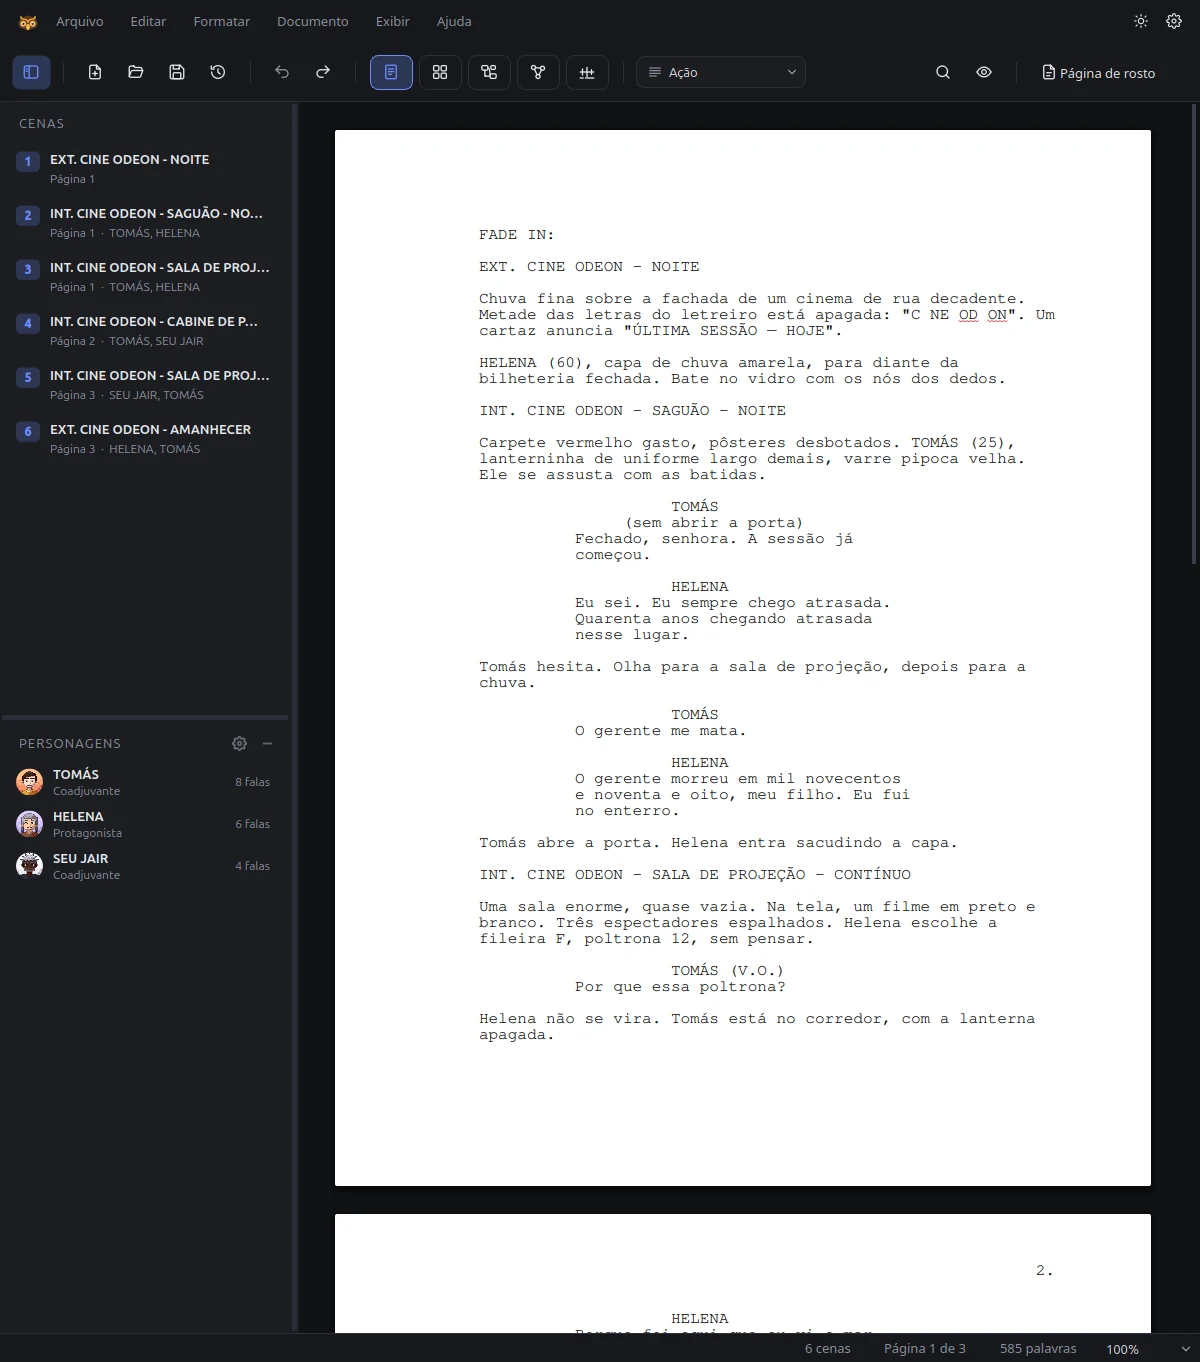 Arquivo Editar Formatar Documento Exibir Ajuda
Ação
Página de rosto
CENAS
1 EXT. CINE ODEON - NOITE
Página 1
2 INT. CINE ODEON - SAGUÃO - NO...
Página 1 · TOMÁS, HELENA
3 INT. CINE ODEON - SALA DE PROJ...
Página 1 · TOMÁS, HELENA
4 INT. CINE ODEON - CABINE DE P...
Página 2 · TOMÁS, SEU JAIR
5 INT. CINE ODEON - SALA DE PROJ...
Página 3 · SEU JAIR, TOMÁS
6 EXT. CINE ODEON - AMANHECER
Página 3 · HELENA, TOMÁS
PERSONAGENS
TOMÁS
Coadjuvante
8 falas
HELENA
Protagonista
6 falas
SEU JAIR
Coadjuvante
4 falas
FADE IN:
EXT. CINE ODEON - NOITE
Chuva fina sobre a fachada de um cinema de rua decadente.
Metade das letras do letreiro está apagada: "C NE OD ON". Um
cartaz anuncia "ÚLTIMA SESSÃO — HOJE".
HELENA (60), capa de chuva amarela, para diante da
bilheteria fechada. Bate no vidro com os nós dos dedos.
INT. CINE ODEON - SAGUÃO - NOITE
Carpete vermelho gasto, pôsteres desbotados. TOMÁS (25),
lanterninha de uniforme largo demais, varre pipoca velha.
Ele se assusta com as batidas.
TOMÁS
(sem abrir a porta)
Fechado, senhora. A sessão já
começou.
HELENA
Eu sei. Eu sempre chego atrasada.
Quarenta anos chegando atrasada
nesse lugar.
Tomás hesita. Olha para a sala de projeção, depois para a
chuva.
TOMÁS
O gerente me mata.
HELENA
O gerente morreu em mil novecentos
e noventa e oito, meu filho. Eu fui
no enterro.
Tomás abre a porta. Helena entra sacudindo a capa.
INT. CINE ODEON - SALA DE PROJEÇÃO - CONTÍNUO
Uma sala enorme, quase vazia. Na tela, um filme em preto e
branco. Três espectadores espalhados. Helena escolhe a
fileira F, poltrona 12, sem pensar.
TOMÁS (V.O.)
Por que essa poltrona?
Helena não se vira. Tomás está no corredor, com a lanterna
apagada.
2.
HELENA
6 cenas Página 1 de 3 585 palavras 100%